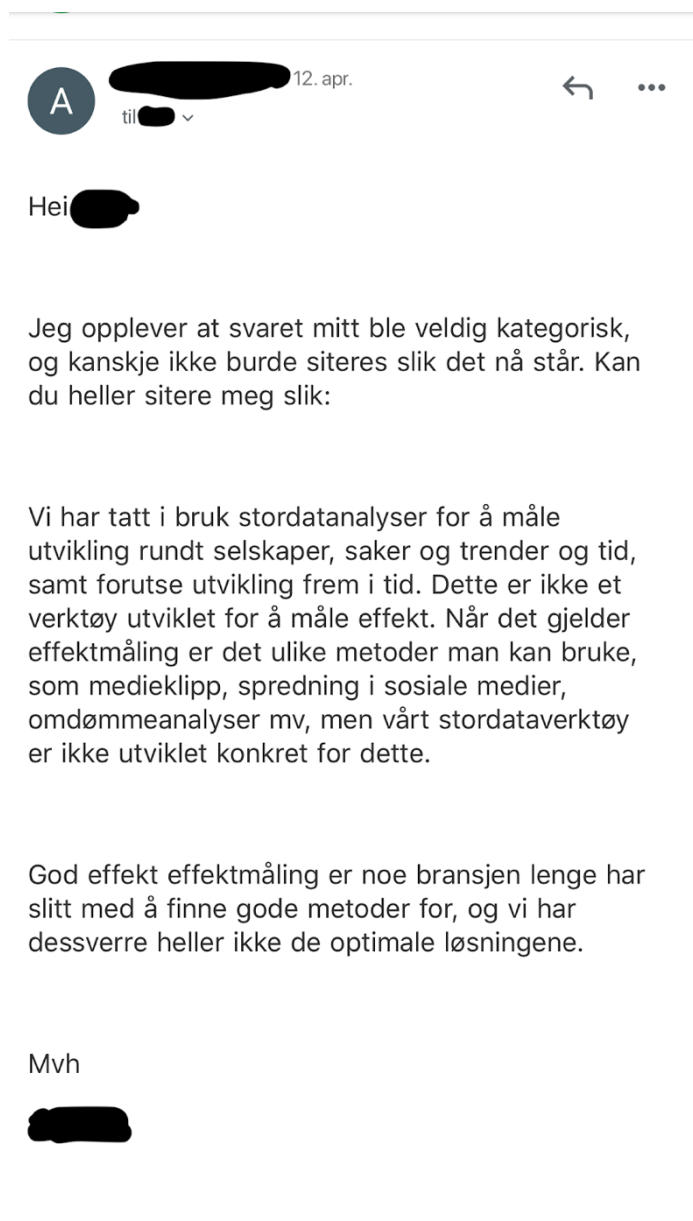 A
12. apr.
til
Hei
Jeg opplever at svaret mitt ble veldig kategorisk,
og kanskje ikke burde siteres slik det nå står. Kan
du heller sitere meg slik:
Vi har tatt i bruk stordatanalyser for å måle
utvikling rundt selskaper, saker og trender og tid,
samt forutse utvikling frem i tid. Dette er ikke et
verktøy utviklet for å måle effekt. Når det gjelder
effektmåling er det ulike metoder man kan bruke,
som medieklipp, spredning i sosiale medier,
omdømmeanalyser mv, men vårt stordataverktøy
er ikke utviklet konkret for dette.
God effekt effektmåling er noe bransjen lenge har
slitt med å finne gode metoder for, og vi har
dessverre heller ikke de optimale løsningene.
Mvh